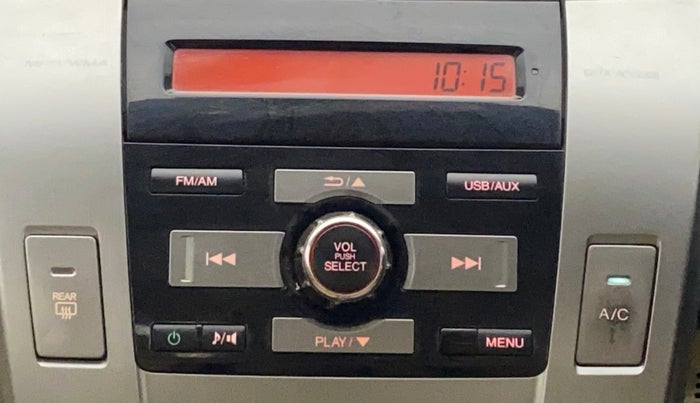 10:15
FM/AM
USB/AUX
VOL
PUSH
SELECT
REAR
A/C
PLAY/
MENU